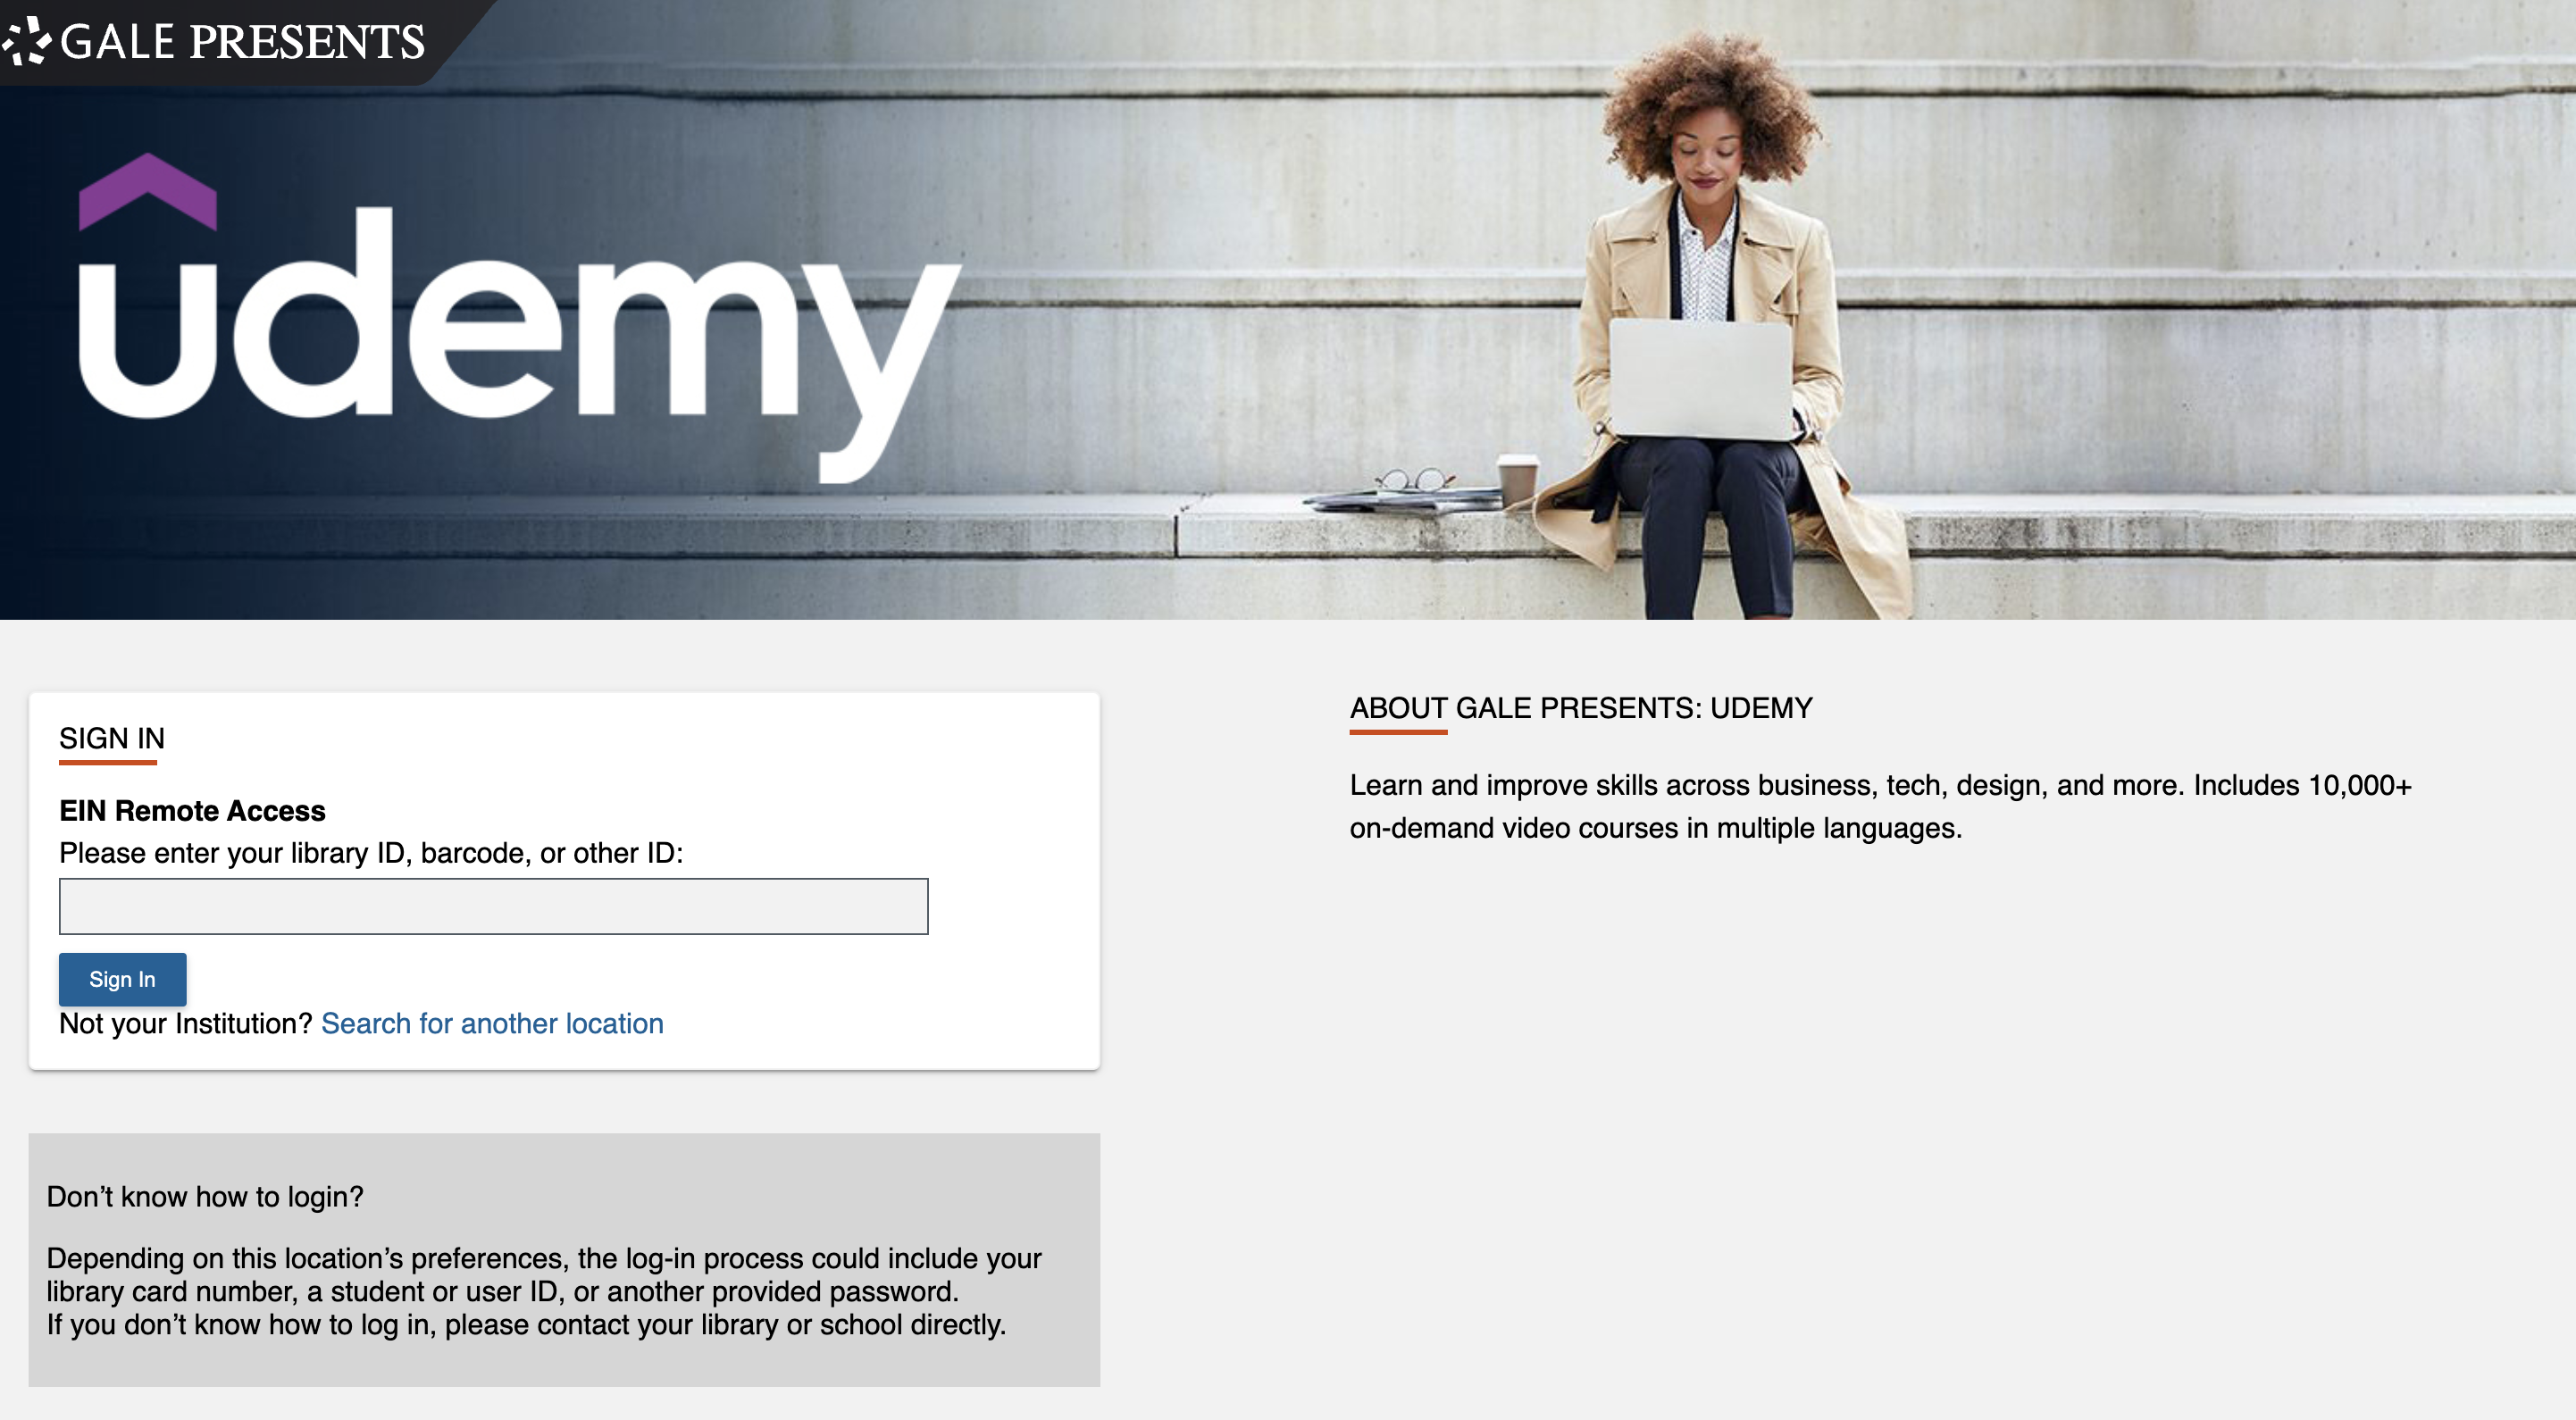 GALE PRESENTS
udemy
SIGN IN
EIN Remote Access
Please enter your library ID, barcode, or other ID:
Sign In
Not your Institution? Search for another location
Don’t know how to login?
Depending on this location’s preferences, the log-in process could include your
library card number, a student or user ID, or another provided password.
If you don’t know how to log in, please contact your library or school directly.
ABOUT GALE PRESENTS: UDEMY
Learn and improve skills across business, tech, design, and more. Includes 10,000+
on-demand video courses in multiple languages.